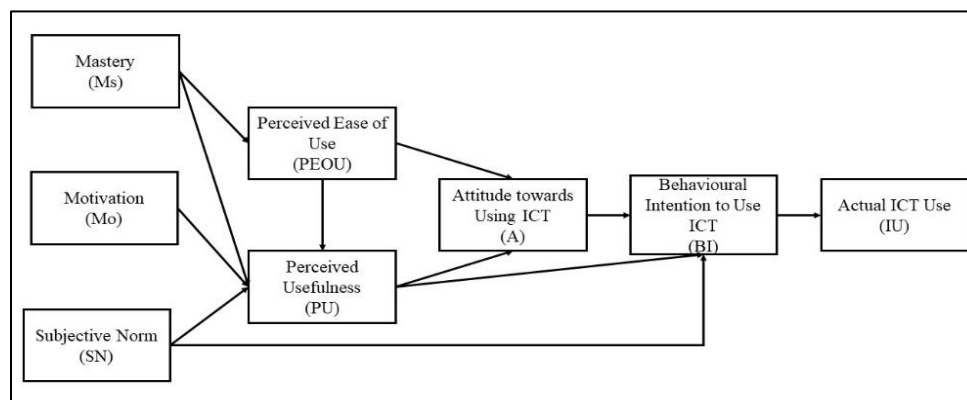 Mastery
(Ms)
Perceived Ease of
Use
(PEOU)
Motivation
(Mo)
Attitude towards
Using ICT
(A)
Behavioural
Intention to Use
ICT
(BI)
Actual ICT Use
(IU)
Perceived
Usefulness
(PU)
Subjective Norm
(SN)